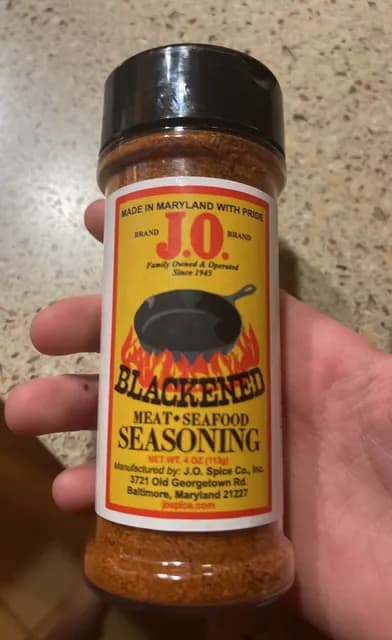 MADE IN MARYLAND WITH PRIDE
BRAND J.O. BRAND
Family Owned & Operated
Since 1945
BLACKENED
MEAT • SEAFOOD
SEASONING
NET WT. 4 OZ (113g)
Manufactured by: J.O. Spice Co., Inc.
3721 Old Georgetown Rd.
Baltimore, Maryland 21227
jospice.com